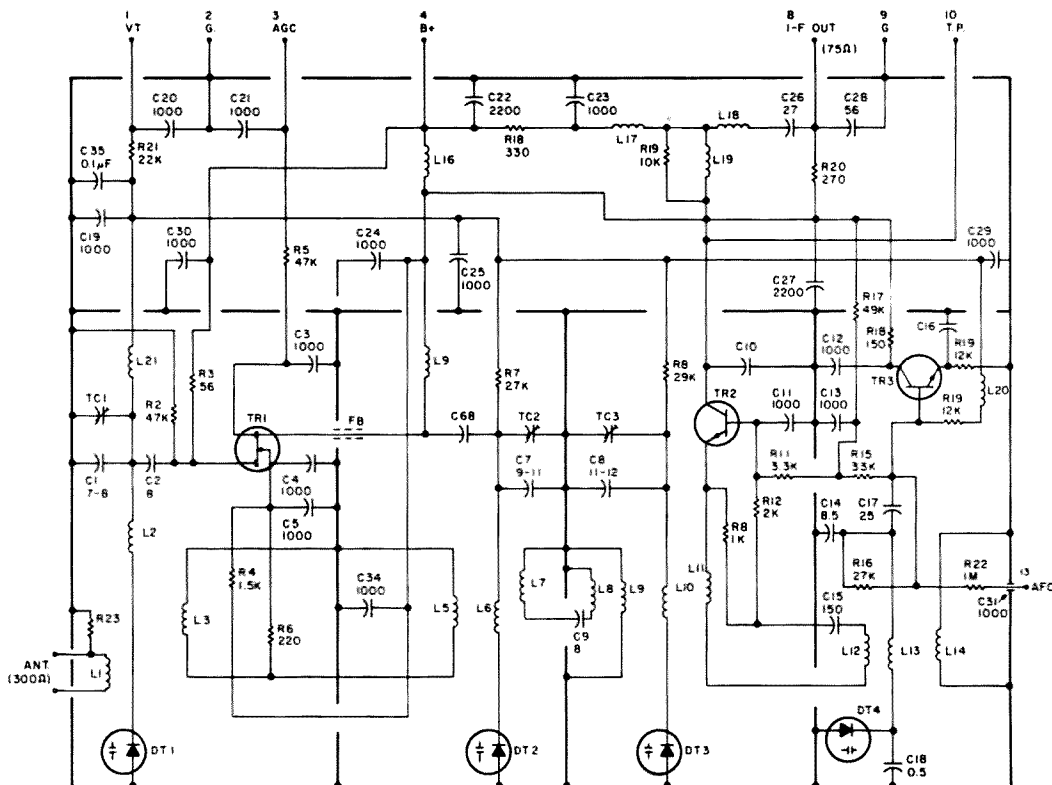 1
VT
2
G.
3
AGC
4
B+
8
I-F OUT
(75Ω)
9
G
10
T.P.
C20
1000
C21
1000
C22
2200
C23
1000
C26
27
C28
56
L18
R21
22K
C35
0.1µF
L16
R18
330
L17
R19
10K
L19
R20
270
C19
1000
C30
1000
R5
47K
C24
1000
C25
1000
C29
1000
C27
2200
R17
49K
R18
150
C16
R19
12K
L21
R3
56
C3
1000
L9
R7
27K
R8
29K
C10
C12
1000
TR3
L20
TC1
R2
47K
TR1
FB
C68
TC2
TC3
TR2
C11
1000
C13
1000
R19
12K
C1
7-8
C2
8
C4
1000
C7
9-11
C8
11-12
R11
3.3K
R15
33K
L2
C5
1000
R12
2K
C14
8.5
C17
25
R8
1K
R4
1.5K
C34
1000
L7
L8
L9
L11
L10
R16
27K
R22
1M
13
AFC
C31
1000
R23
L3
R6
220
L5
L6
C9
8
C15
150
L12
L13
L14
ANT.
(300Ω)
L1
DT1
DT2
DT3
DT4
C18
0.5